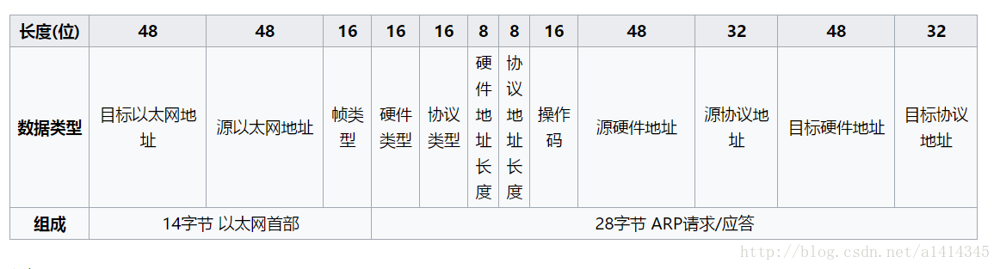 长度(位) 48 48 16 16 16 8 8 16 48 32 48 32
数据类型 目标以太网地址 源以太网地址 帧类型 硬件类型 协议类型 硬件地址长度 协议地址长度 操作码 源硬件地址 源协议地址 目标硬件地址 目标协议地址
组成 14字节 以太网首部 28字节 ARP请求/应答
http://blog.csdn.net/a1414345